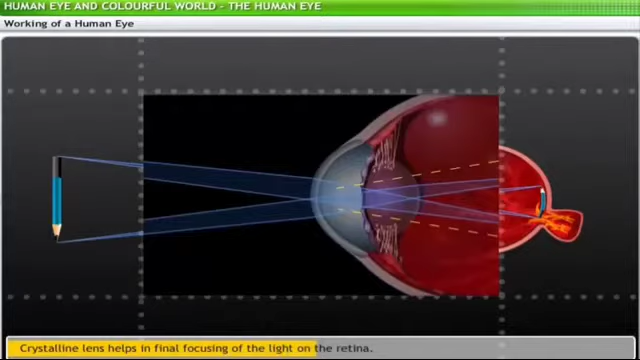 HUMAN EYE AND COLOURFUL WORLD - THE HUMAN EYE
Working of a Human Eye
Crystalline lens helps in final focusing of the light on the retina.